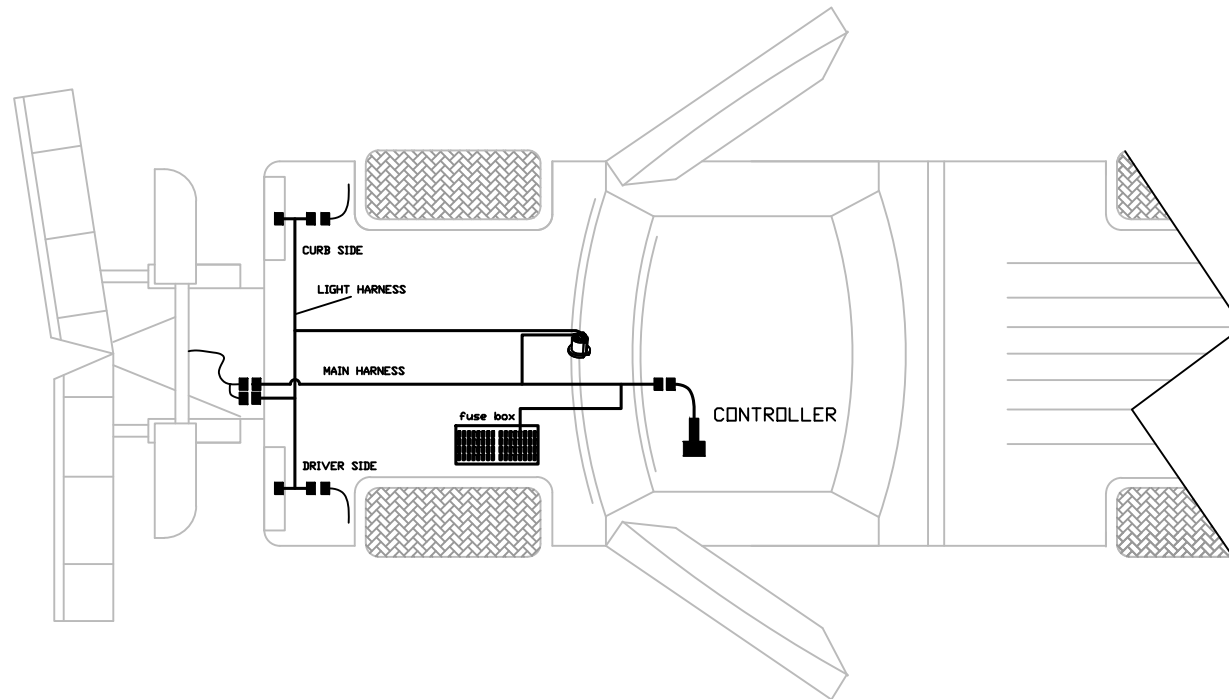 CURB SIDE
LIGHT HARNESS
MAIN HARNESS
fuse box
CONTROLLER
DRIVER SIDE